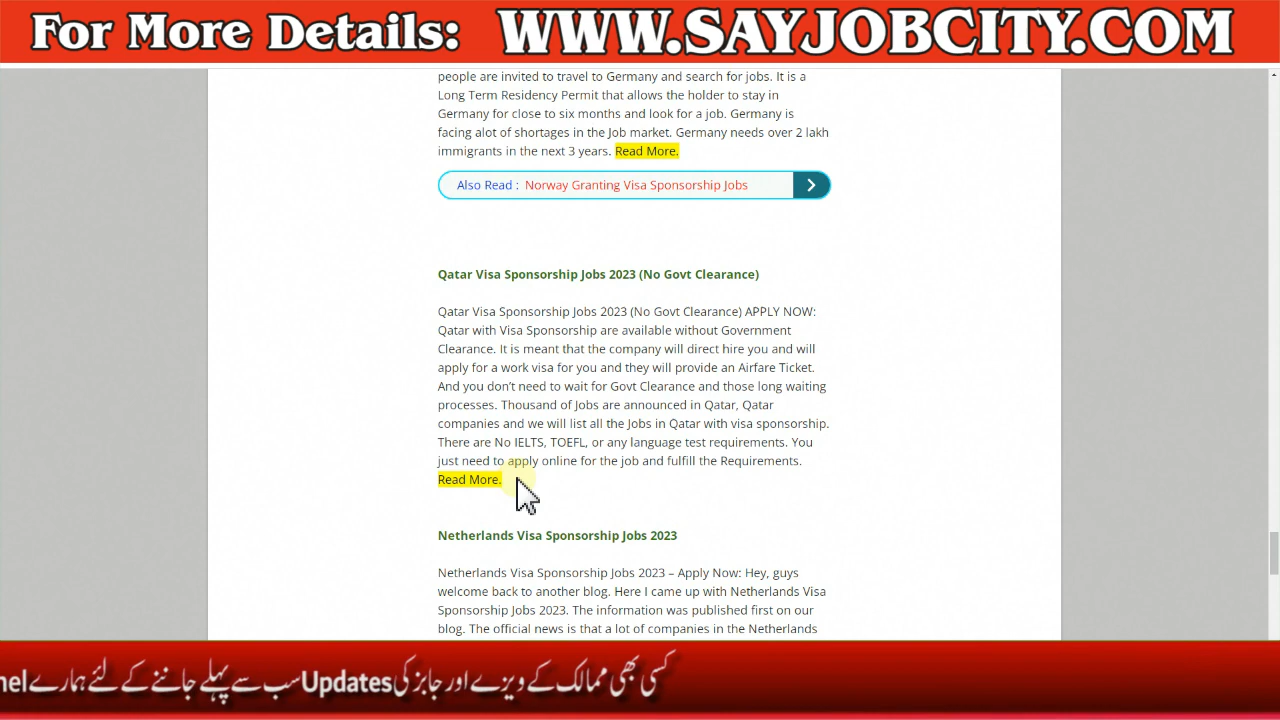 For More Details: WWW.SAYJOBCITY.COM
people are invited to travel to Germany and search for jobs. It is a
Long Term Residency Permit that allows the holder to stay in
Germany for close to six months and look for a job. Germany is
facing alot of shortages in the Job market. Germany needs over 2 lakh
immigrants in the next 3 years. Read More.
Also Read : Norway Granting Visa Sponsorship Jobs
Qatar Visa Sponsorship Jobs 2023 (No Govt Clearance)
Qatar Visa Sponsorship Jobs 2023 (No Govt Clearance) APPLY NOW:
Qatar with Visa Sponsorship are available without Government
Clearance. It is meant that the company will direct hire you and will
apply for a work visa for you and they will provide an Airfare Ticket.
And you don’t need to wait for Govt Clearance and those long waiting
processes. Thousand of Jobs are announced in Qatar, Qatar
companies and we will list all the Jobs in Qatar with visa sponsorship.
There are No IELTS, TOEFL, or any language test requirements. You
just need to apply online for the job and fulfill the Requirements.
Read More.
Netherlands Visa Sponsorship Jobs 2023
Netherlands Visa Sponsorship Jobs 2023 – Apply Now: Hey, guys
welcome back to another blog. Here I came up with Netherlands Visa
Sponsorship Jobs 2023. The information was published first on our
blog. The official news is that a lot of companies in the Netherlands
کسی بھی ممالک کے ویزے اور جابز کی Updates سب سے پہلے جاننے کے لئے ہمارے nel